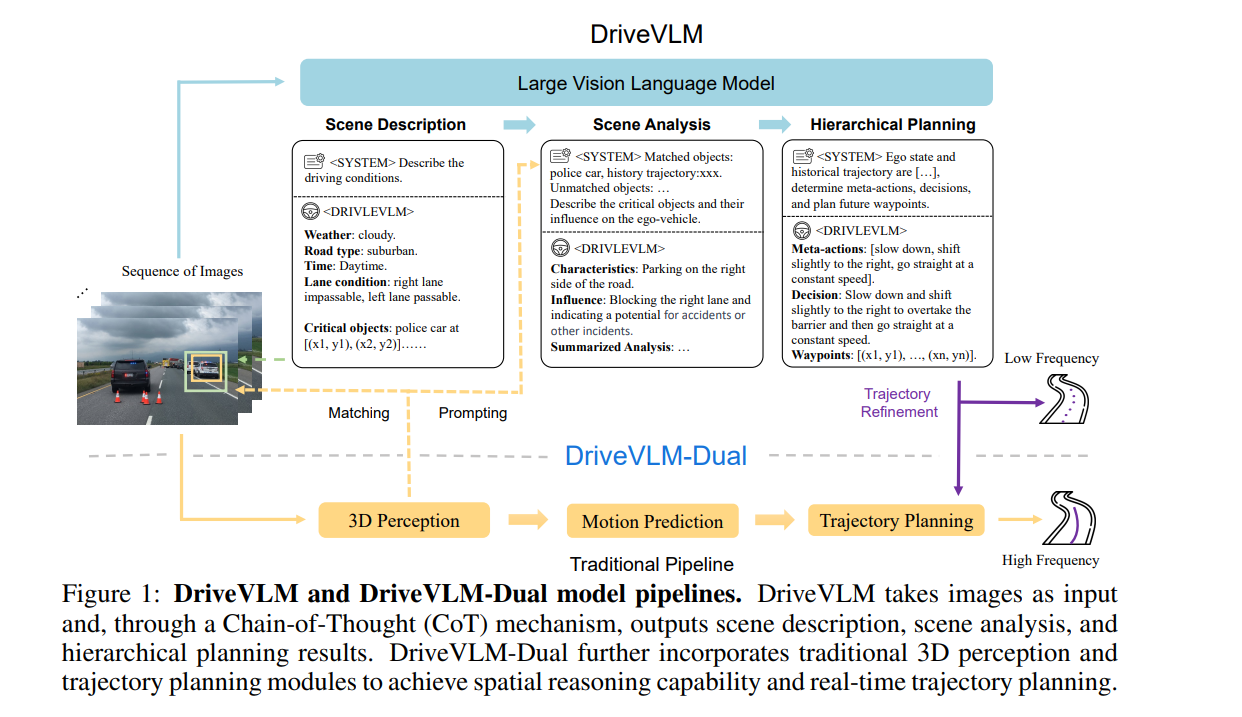 DriveVLM
Large Vision Language Model
Scene Description
Scene Analysis
Hierarchical Planning
<SYSTEM> Describe the
driving conditions.
<DRIVLEVLM>
Weather: cloudy.
Road type: suburban.
Time: Daytime.
Lane condition: right lane
impassable, left lane passable.
Critical objects: police car at
[(x1, y1), (x2, y2)]……
<SYSTEM> Matched objects:
police car, history trajectory:xxx.
Unmatched objects: …
Describe the critical objects and their
influence on the ego-vehicle.
<DRIVLEVLM>
Characteristics: Parking on the right
side of the road.
Influence: Blocking the right lane and
indicating a potential for accidents or
other incidents.
Summarized Analysis: …
<SYSTEM> Ego state and
historical trajectory are […],
determine meta-actions, decisions,
and plan future waypoints.
<DRIVLEVLM>
Meta-actions: [slow down, shift
slightly to the right, go straight at a
constant speed].
Decision: Slow down and shift
slightly to the right to overtake the
barrier and then go straight at a
constant speed.
Waypoints: [(x1, y1), …, (xn, yn)].
Sequence of Images
Matching
Prompting
Trajectory
Refinement
Low Frequency
DriveVLM-Dual
3D Perception
Motion Prediction
Trajectory Planning
High Frequency
Traditional Pipeline
Figure 1: DriveVLM and DriveVLM-Dual model pipelines. DriveVLM takes images as input
and, through a Chain-of-Thought (CoT) mechanism, outputs scene description, scene analysis, and
hierarchical planning results. DriveVLM-Dual further incorporates traditional 3D perception and
trajectory planning modules to achieve spatial reasoning capability and real-time trajectory planning.